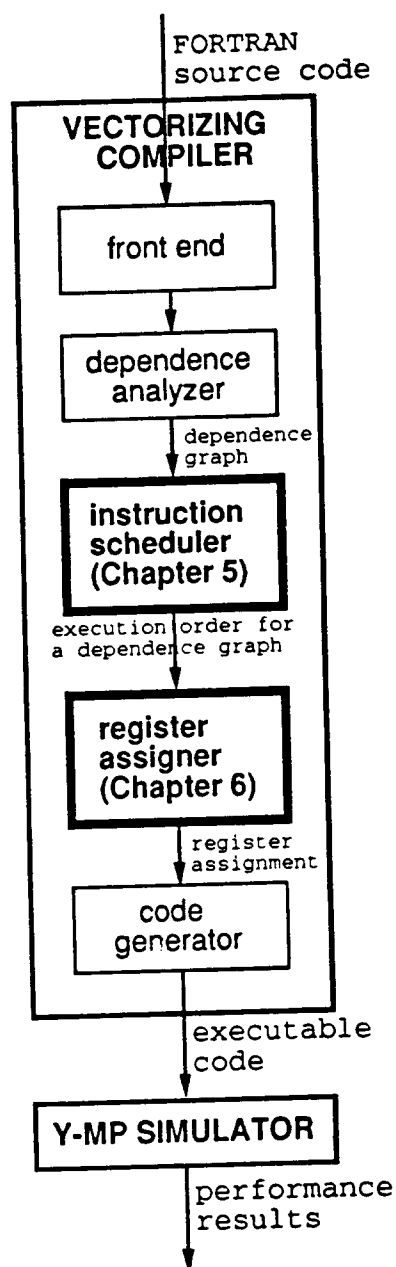 FORTRAN
source code
VECTORIZING
COMPILER
front end
dependence
analyzer
dependence
graph
instruction
scheduler
(Chapter 5)
execution order for
a dependence graph
register
assigner
(Chapter 6)
register
assignment
code
generator
executable
code
Y-MP SIMULATOR
performance
results